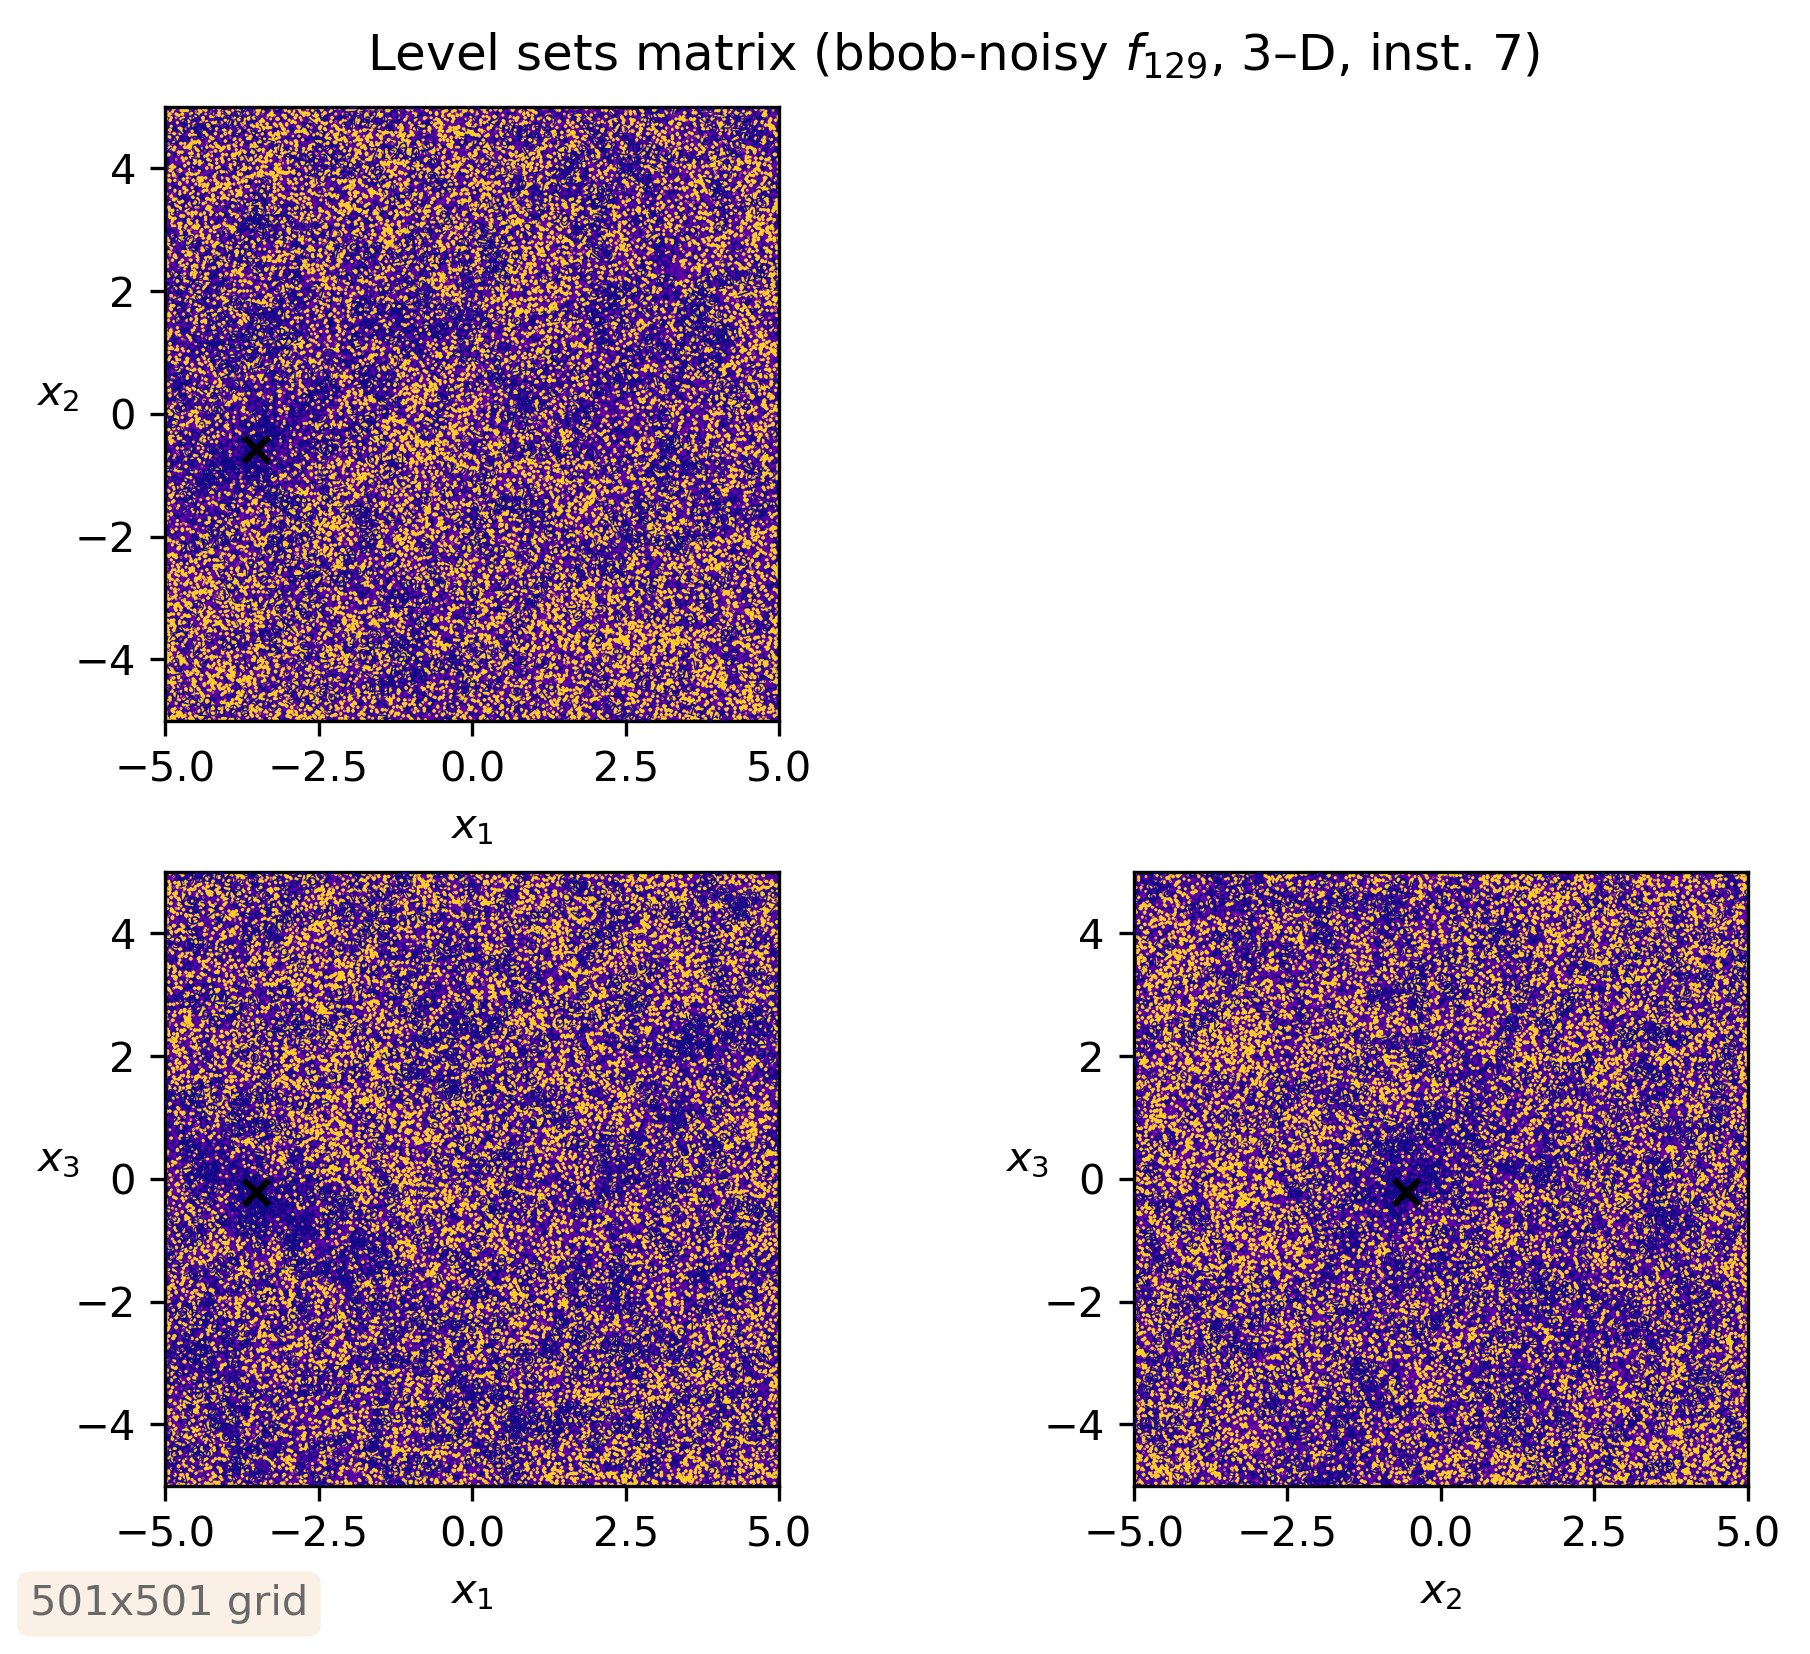 Level sets matrix (bbob-noisy f129, 3–D, inst. 7)
4
2
x2 0
−2
−4
−5.0 −2.5 0.0 2.5 5.0
x1
4 4
2 2
x3 0 x3 0
−2 −2
−4 −4
−5.0 −2.5 0.0 2.5 5.0 −5.0 −2.5 0.0 2.5 5.0
x1 x2
501x501 grid